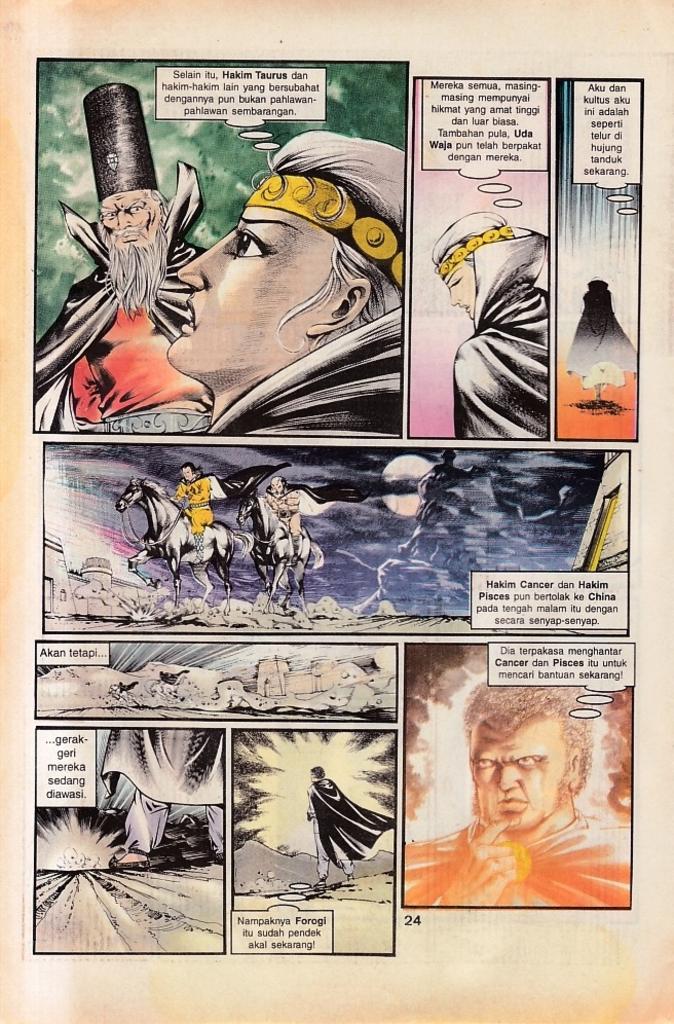 Selain itu, Hakim Taurus dan
hakim-hakim lain yang bersubahat
dengannya pun bukan pahlawan-
pahlawan sembarangan.
Mereka semua, masing-
masing mempunyai
hikmat yang amat tinggi
dan luar biasa.
Tambahan pula, Uda
Waja pun telah berpakat
dengan mereka.
Aku dan
kultus aku
ini adalah
seperti
telur di
hujung
tanduk
sekarang.
Hakim Cancer dan Hakim
Pisces pun bertolak ke China
pada tengah malam itu dengan
secara senyap-senyap.
Akan tetapi...
...gerak-
geri
mereka
sedang
diawasi.
Nampaknya Forogi
itu sudah pendek
akal sekarang!
Dia terpakasa menghantar
Cancer dan Pisces itu untuk
mencari bantuan sekarang!
24